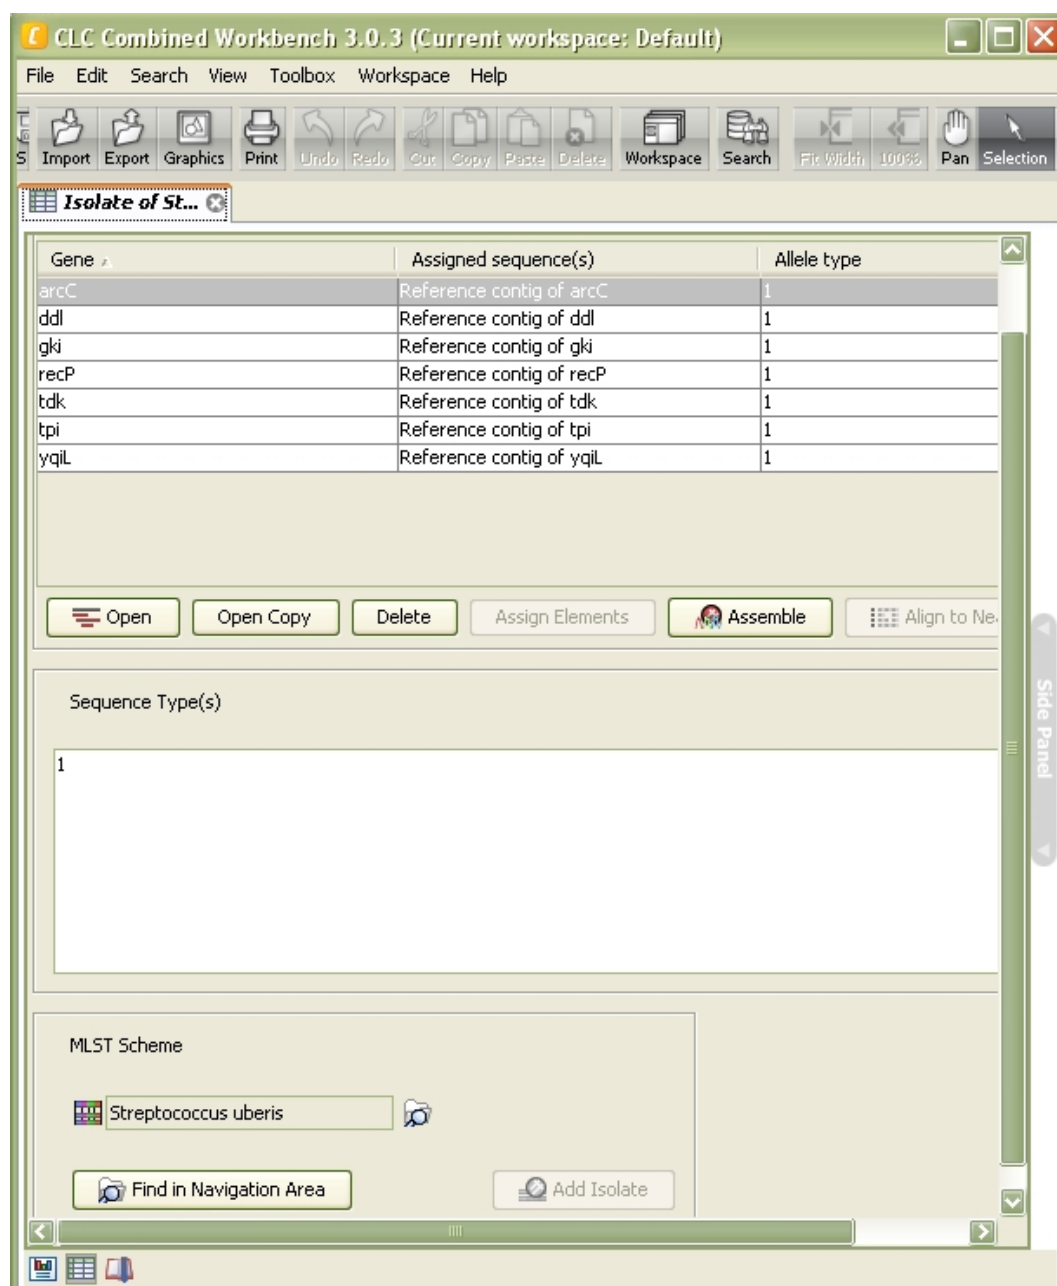 CLC Combined Workbench 3.0.3 (Current workspace: Default)
File Edit Search View Toolbox Workspace Help
S Import Export Graphics Print Undo Redo Cut Copy Paste Delete Workspace Search Fit Width 100% Pan Selection
Isolate of St...
Gene Assigned sequence(s) Allele type
arcC Reference contig of arcC 1
ddl Reference contig of ddl 1
gki Reference contig of gki 1
recP Reference contig of recP 1
tdk Reference contig of tdk 1
tpi Reference contig of tpi 1
yqiL Reference contig of yqiL 1
Open Open Copy Delete Assign Elements Assemble Align to Ne
Side Panel
Sequence Type(s)
1
MLST Scheme
Streptococcus uberis
Find in Navigation Area Add Isolate